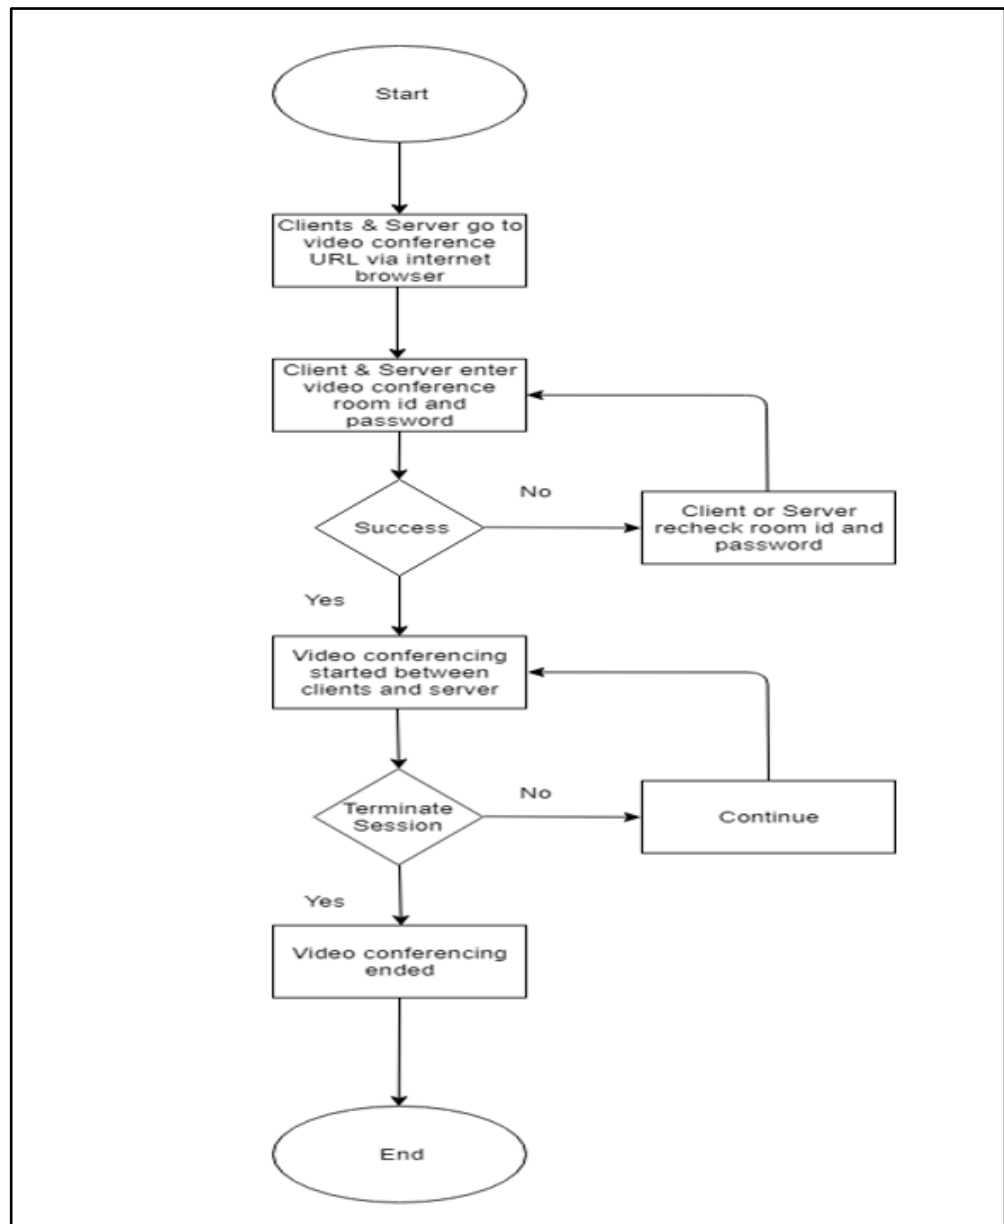 Start
Clients & Server go to
video conference
URL via internet
browser
Client & Server enter
video conference
room id and
password
No
Success
Client or Server
recheck room id and
password
Yes
Video conferencing
started between
clients and server
No
Terminate
Session
Continue
Yes
Video conferencing
ended
End